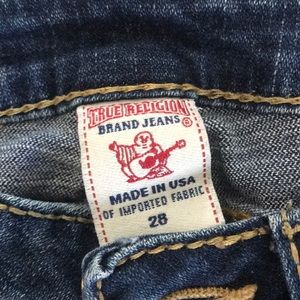 TRUE RELIGION
BRAND JEANS®
MADE IN USA
OF IMPORTED FABRIC
28